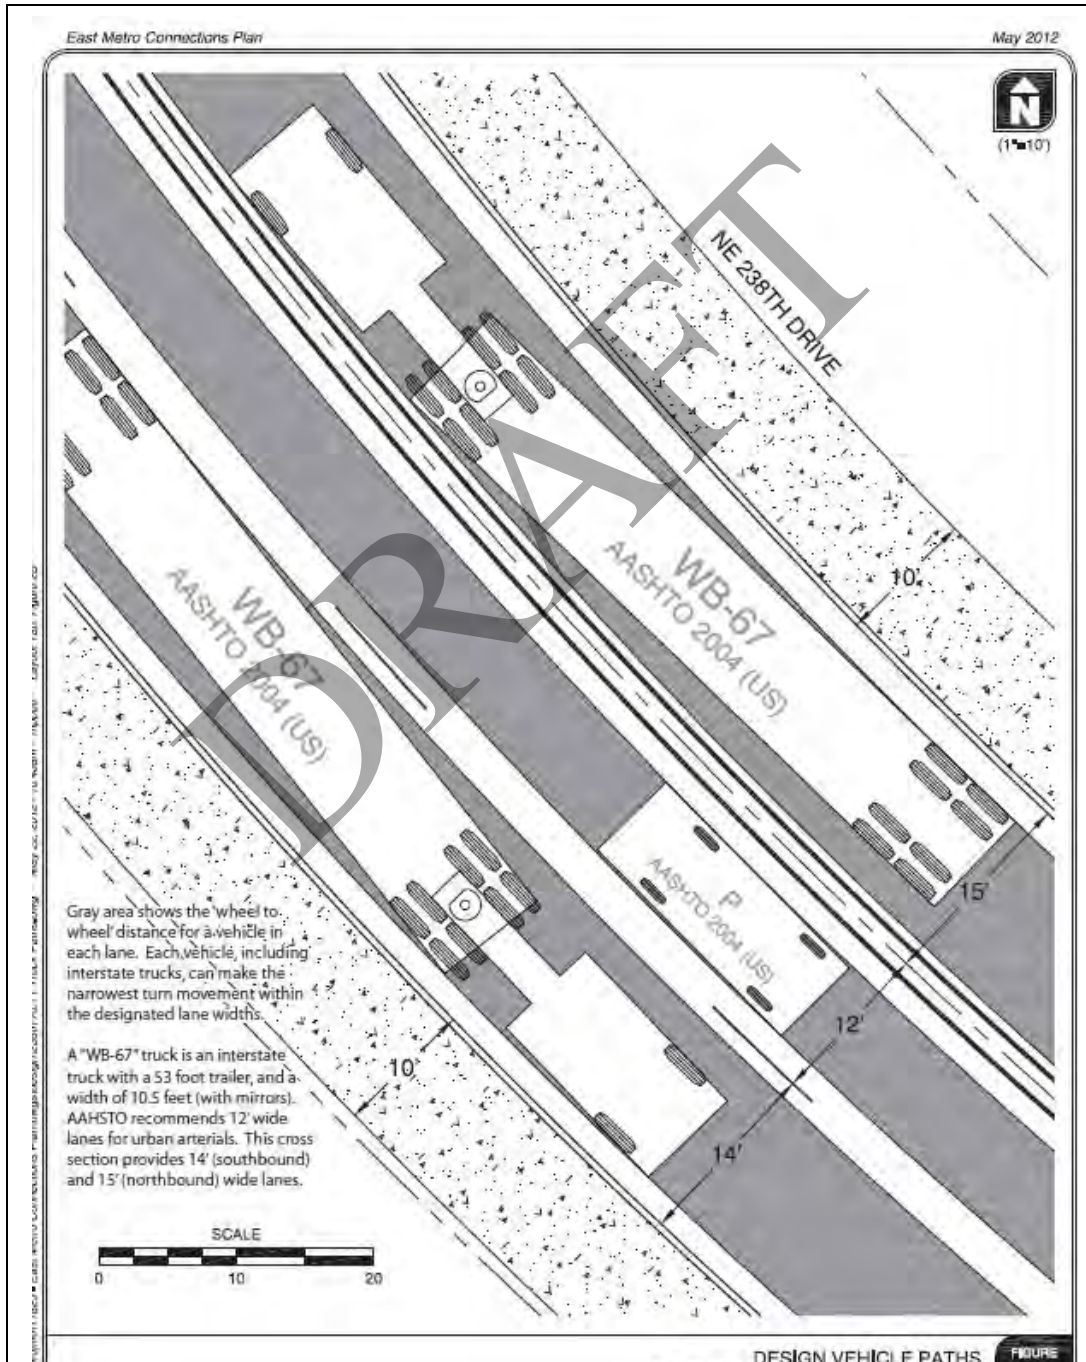 East Metro Connections Plan
May 2012
N
(1"=10')
NE 238TH DRIVE
10'
WB-67
AASHTO 2004 (US)
WB-67
AASHTO 2004 (US)
DRAFT
15'
P
AASHTO 2004 (US)
12'
14'
10'
Gray area shows the 'wheel to
wheel' distance for a vehicle in
each lane. Each vehicle, including
interstate trucks, can make the
narrowest turn movement within
the designated lane widths.
A "WB-67" truck is an interstate
truck with a 53 foot trailer, and a
width of 10.5 feet (with mirrors).
AAHSTO recommends 12' wide
lanes for urban arterials. This cross
section provides 14' (southbound)
and 15' (northbound) wide lanes.
SCALE
0 10 20
DESIGN VEHICLE PATHS
FIGURE